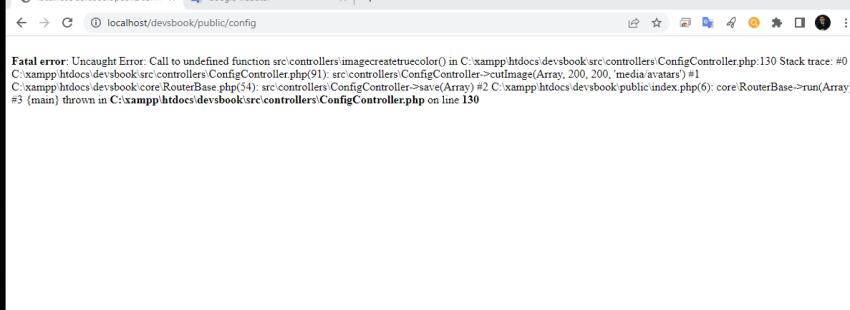 localhost/devsbook/public/config
Fatal error: Uncaught Error: Call to undefined function src\controllers\imagecreatetruecolor() in C:\xampp\htdocs\devsbook\src\controllers\ConfigController.php:130 Stack trace: #0
C:\xampp\htdocs\devsbook\src\controllers\ConfigController.php(91): src\controllers\ConfigController->cutImage(Array, 200, 200, 'media/avatars') #1
C:\xampp\htdocs\devsbook\core\RouterBase.php(54): src\controllers\ConfigController->save(Array) #2 C:\xampp\htdocs\devsbook\public\index.php(6): core\RouterBase->run(Array)
#3 {main} thrown in C:\xampp\htdocs\devsbook\src\controllers\ConfigController.php on line 130